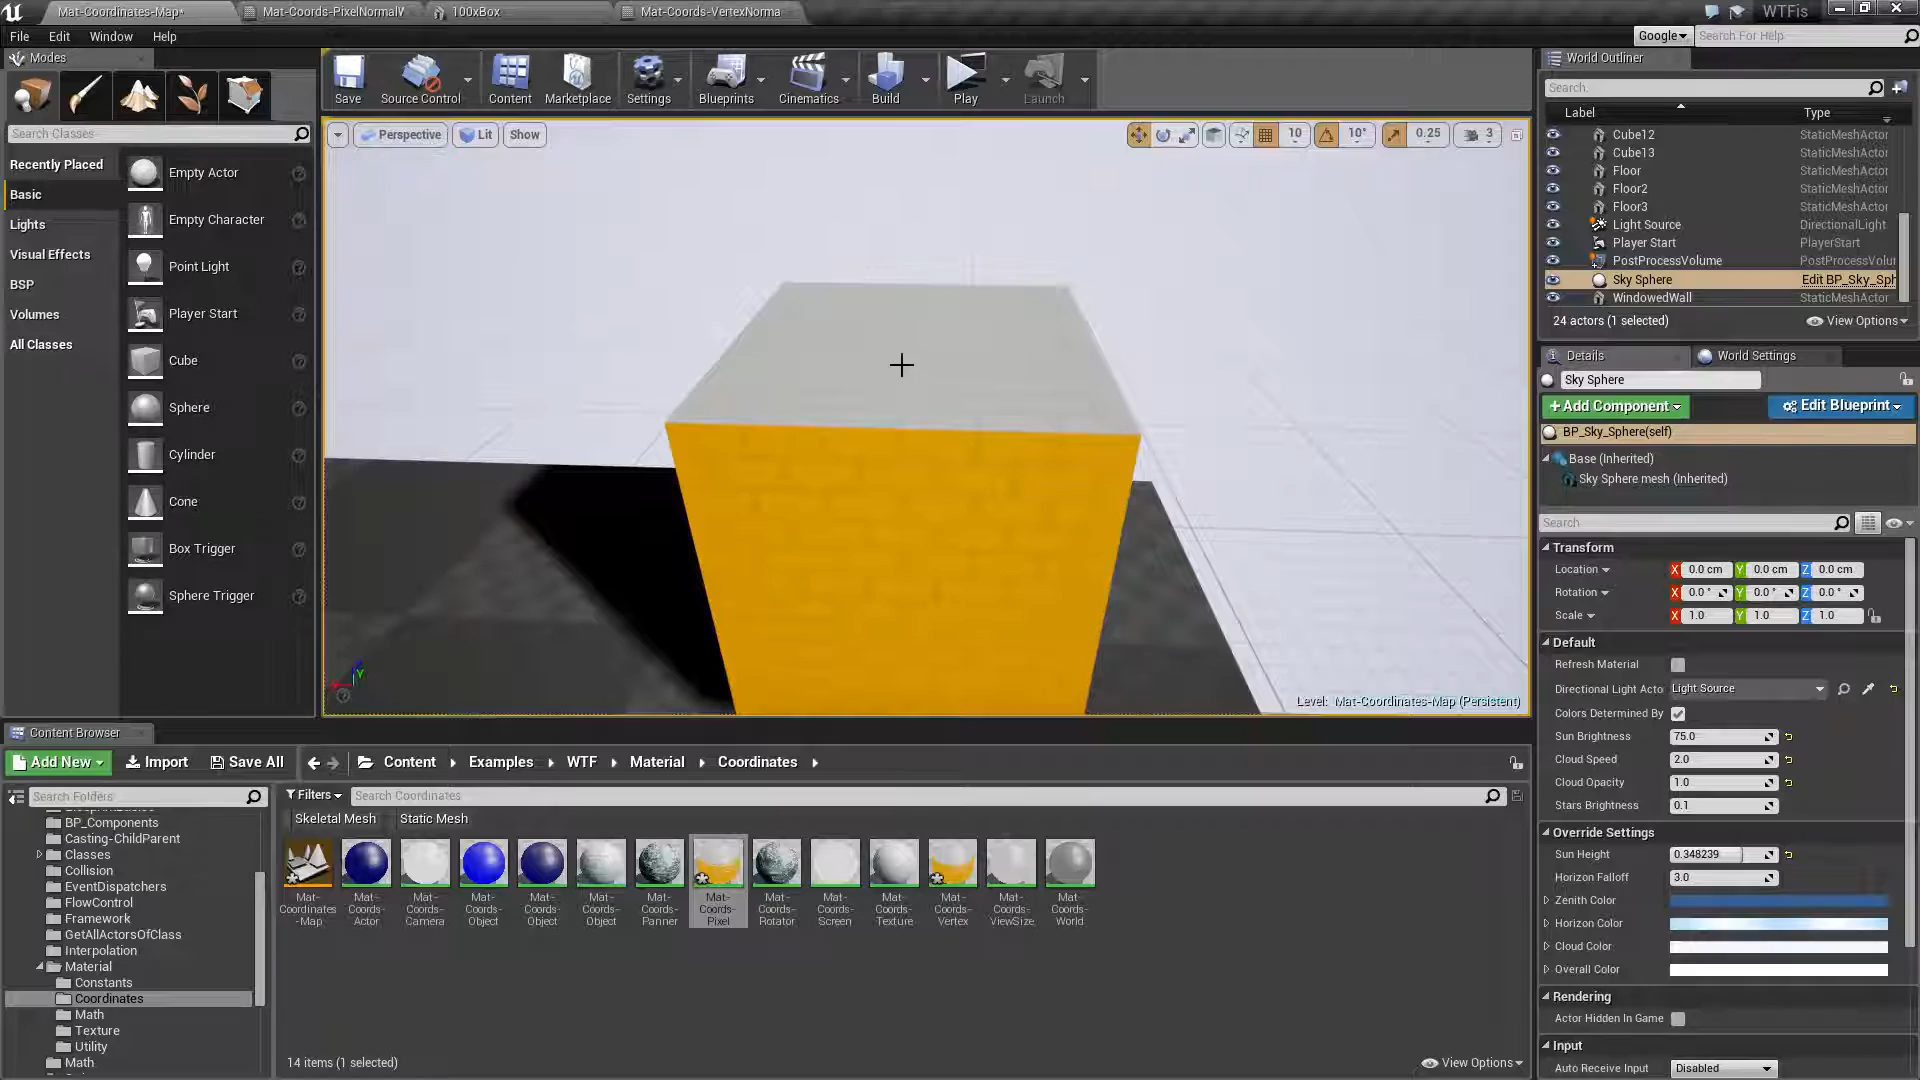 Mat-Coordinates-Map*
Mat-Coords-PixelNormalV
100xBox
Mat-Coords-VertexNorma
WTFis
File
Edit
Window
Help
Google
Search For Help
Modes
Save
Source Control
Content
Marketplace
Settings
Blueprints
Cinematics
Build
Play
Launch
Search Classes
Recently Placed
Basic
Lights
Visual Effects
BSP
Volumes
All Classes
Empty Actor
Empty Character
Point Light
Player Start
Cube
Sphere
Cylinder
Cone
Box Trigger
Sphere Trigger
Perspective
Lit
Show
10
10°
0.25
3
Level: Mat-Coordinates-Map (Persistent)
World Outliner
Search.
Label
Type
Cube12 StaticMeshActor
Cube13 StaticMeshActor
Floor StaticMeshActor
Floor2 StaticMeshActor
Floor3 StaticMeshActor
Light Source DirectionalLight
Player Start PlayerStart
PostProcessVolume PostProcessVolu
Sky Sphere Edit BP_Sky_Sph
WindowedWall StaticMeshActor
24 actors (1 selected)
View Options
Details
World Settings
Sky Sphere
+Add Component
Edit Blueprint
BP_Sky_Sphere(self)
Base (Inherited)
Sky Sphere mesh (Inherited)
Search
Transform
Location X 0.0 cm Y 0.0 cm Z 0.0 cm
Rotation X 0.0 ° Y 0.0 ° Z 0.0 °
Scale X 1.0 Y 1.0 Z 1.0
Default
Refresh Material
Directional Light Acto Light Source
Colors Determined By
Sun Brightness 75.0
Cloud Speed 2.0
Cloud Opacity 1.0
Stars Brightness 0.1
Override Settings
Sun Height 0.348239
Horizon Falloff 3.0
Zenith Color
Horizon Color
Cloud Color
Overall Color
Rendering
Actor Hidden In Game
Input
Auto Receive Input Disabled
Content Browser
Add New
Import
Save All
Content
Examples
WTF
Material
Coordinates
Search Folders
BP_Components
Casting-ChildParent
Classes
Collision
EventDispatchers
FlowControl
Framework
GetAllActorsOfClass
Interpolation
Material
Constants
Coordinates
Math
Texture
Utility
Math
Filters
Search Coordinates
Skeletal Mesh
Static Mesh
Mat-Coordinates-Map
Mat-Coords-Actor
Mat-Coords-Camera
Mat-Coords-Object
Mat-Coords-Object
Mat-Coords-Object
Mat-Coords-Panner
Mat-Coords-Pixel
Mat-Coords-Rotator
Mat-Coords-Screen
Mat-Coords-Texture
Mat-Coords-Vertex
Mat-Coords-ViewSize
Mat-Coords-World
14 items (1 selected)
View Options